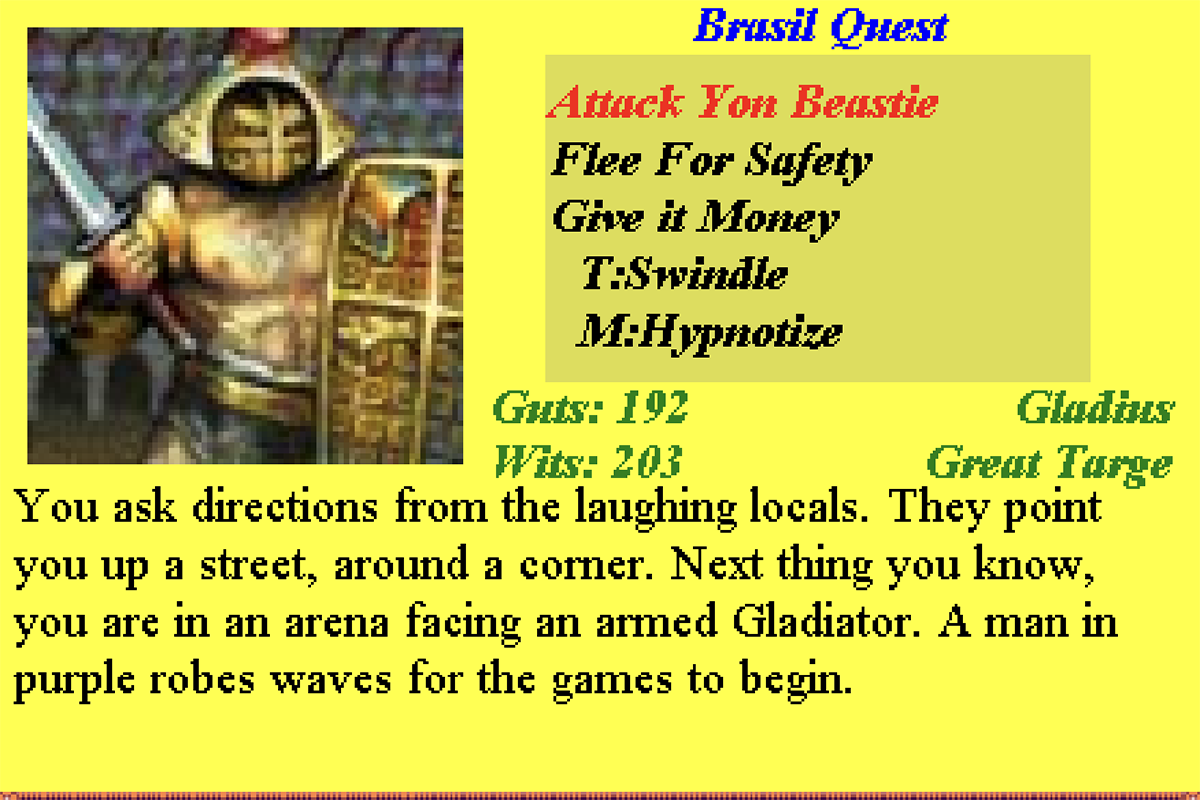 Brasil Quest
Attack Yon Beastie
Flee For Safety
Give it Money
T:Swindle
M:Hypnotize
Guts: 192
Gladius
Wits: 203
Great Targe
You ask directions from the laughing locals. They point
you up a street, around a corner. Next thing you know,
you are in an arena facing an armed Gladiator. A man in
purple robes waves for the games to begin.